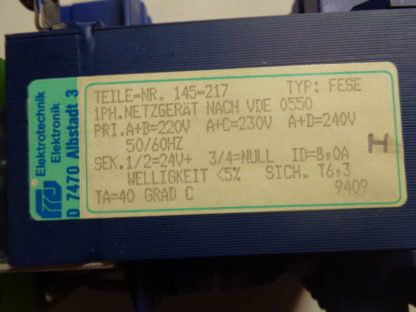 Elektrotechnik
Elektronik
D 7470 Albstadt 3
TEILE-NR. 145-217 TYP: FESE
1PH.NETZGERÄT NACH VDE 0550
PRI.A+B=220V A+C=230V A+D=240V
50/60HZ
SEK.1/2=24V+ 3/4=NULL ID=8,0A
WELLIGKEIT <5% SICH. T6,3
TA=40 GRAD C 9409
H